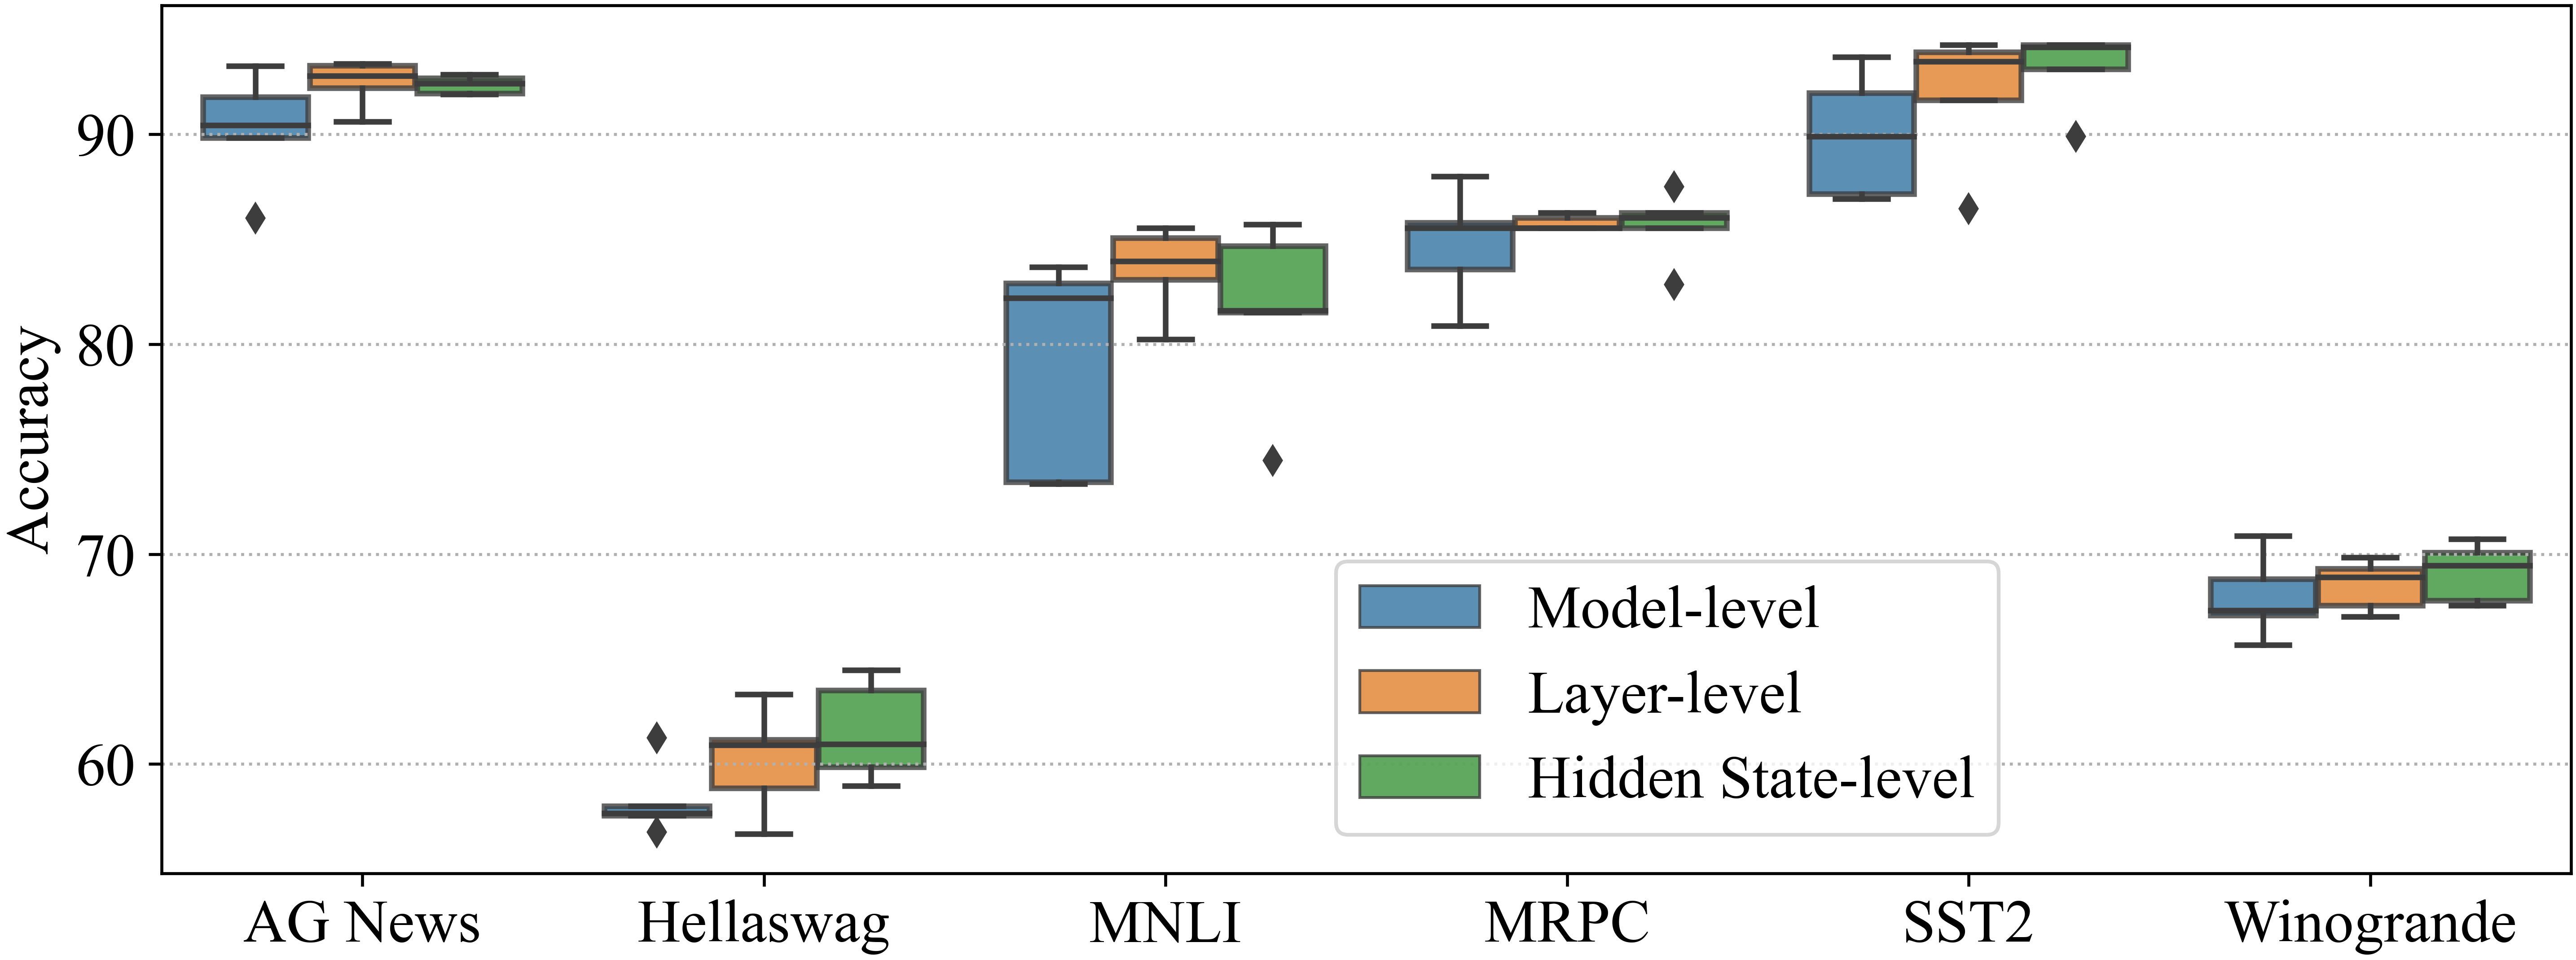 Accuracy
90
80
70
60
Model-level
Layer-level
Hidden State-level
AG News Hellaswag MNLI MRPC SST2 Winogrande